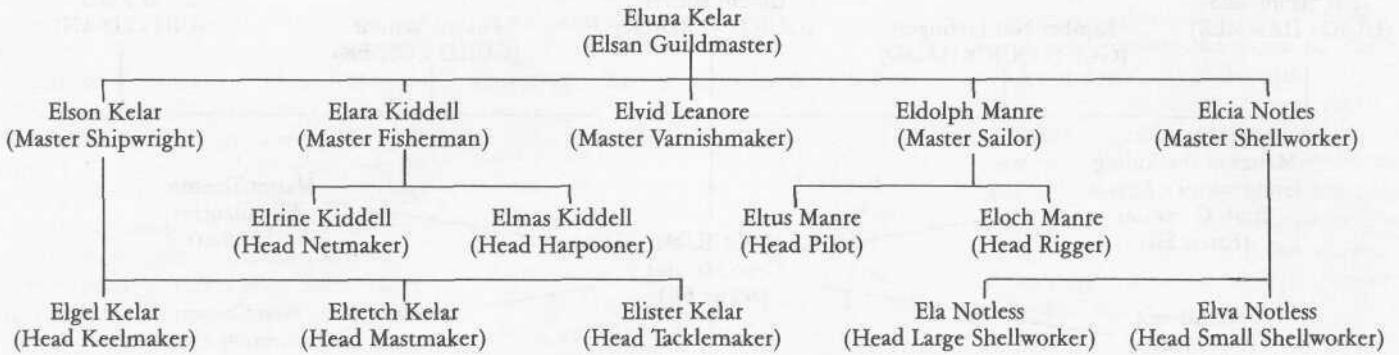 Eluna Kelar
(Elsan Guildmaster)
Elson Kelar
(Master Shipwright)
Elara Kiddell
(Master Fisherman)
Elvid Leanore
(Master Varnishmaker)
Eldolph Manre
(Master Sailor)
Elcia Notles
(Master Shellworker)
Elrine Kiddell
(Head Netmaker)
Elmas Kiddell
(Head Harpooner)
Eltus Manre
(Head Pilot)
Eloch Manre
(Head Rigger)
Elgel Kelar
(Head Keelmaker)
Elretch Kelar
(Head Mastmaker)
Elister Kelar
(Head Tacklemaker)
Ela Notless
(Head Large Shellworker)
Elva Notless
(Head Small Shellworker)